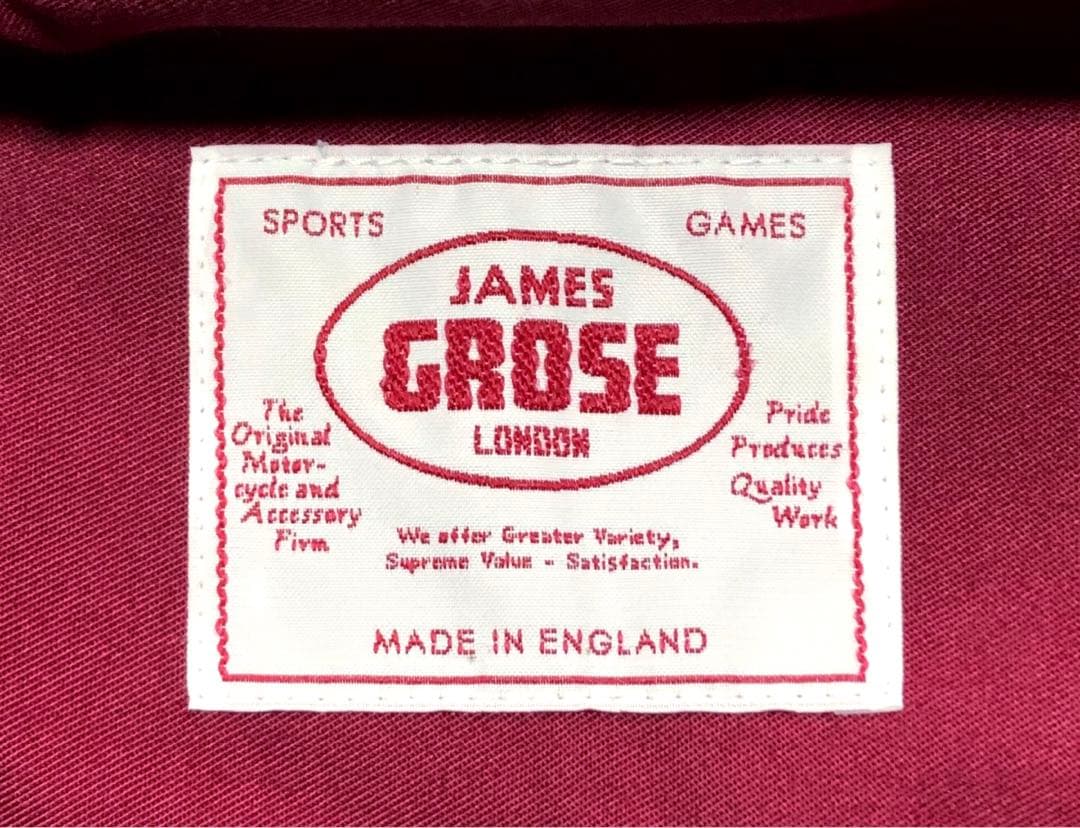 SPORTS GAMES
JAMES
GROSE
LONDON
The
Original
Motor-
cycle and
Accessory
Firm
Pride
Produces
Quality
Work
We offer Greater Variety,
Supreme Value - Satisfaction.
MADE IN ENGLAND